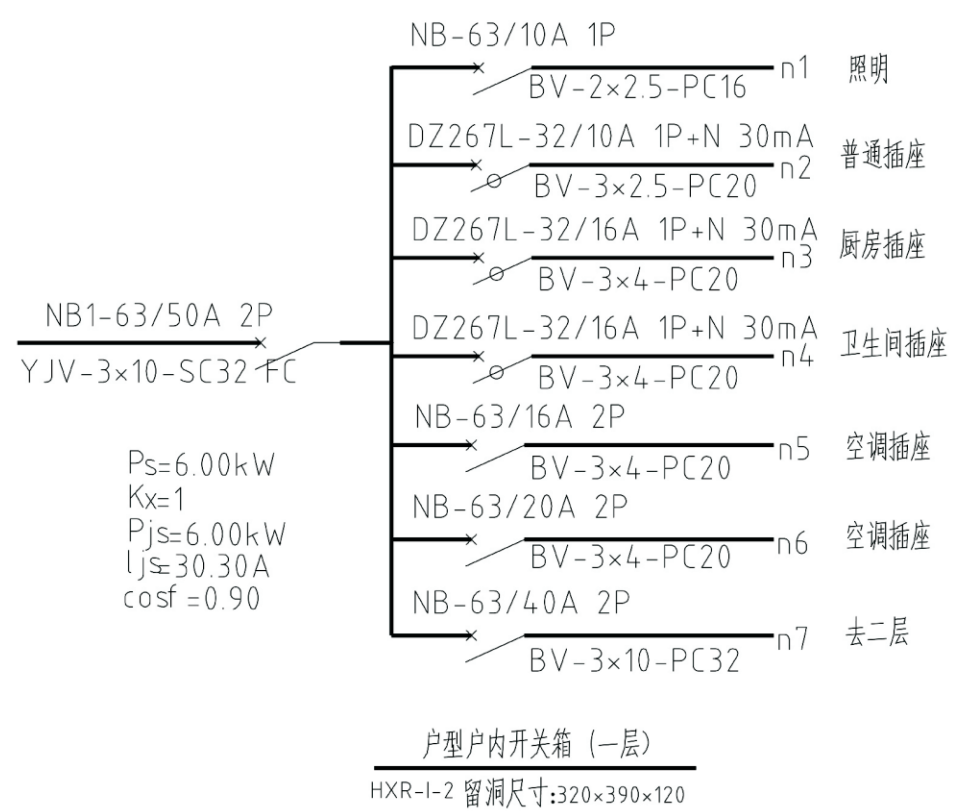 NB-63/10A 1P
n1 照明
BV-2×2.5-PC16
DZ267L-32/10A 1P+N 30mA
n2 普通插座
BV-3×2.5-PC20
DZ267L-32/16A 1P+N 30mA
n3 厨房插座
BV-3×4-PC20
NB1-63/50A 2P
YJV-3×10-SC32 FC
DZ267L-32/16A 1P+N 30mA
n4 卫生间插座
BV-3×4-PC20
NB-63/16A 2P
n5 空调插座
BV-3×4-PC20
NB-63/20A 2P
n6 空调插座
BV-3×4-PC20
NB-63/40A 2P
n7 去二层
BV-3×10-PC32
Ps=6.00kW
Kx=1
Pjs=6.00kW
Ijs=30.30A
cosf=0.90
户型户内开关箱（一层）
HXR-I-2 留洞尺寸:320×390×120